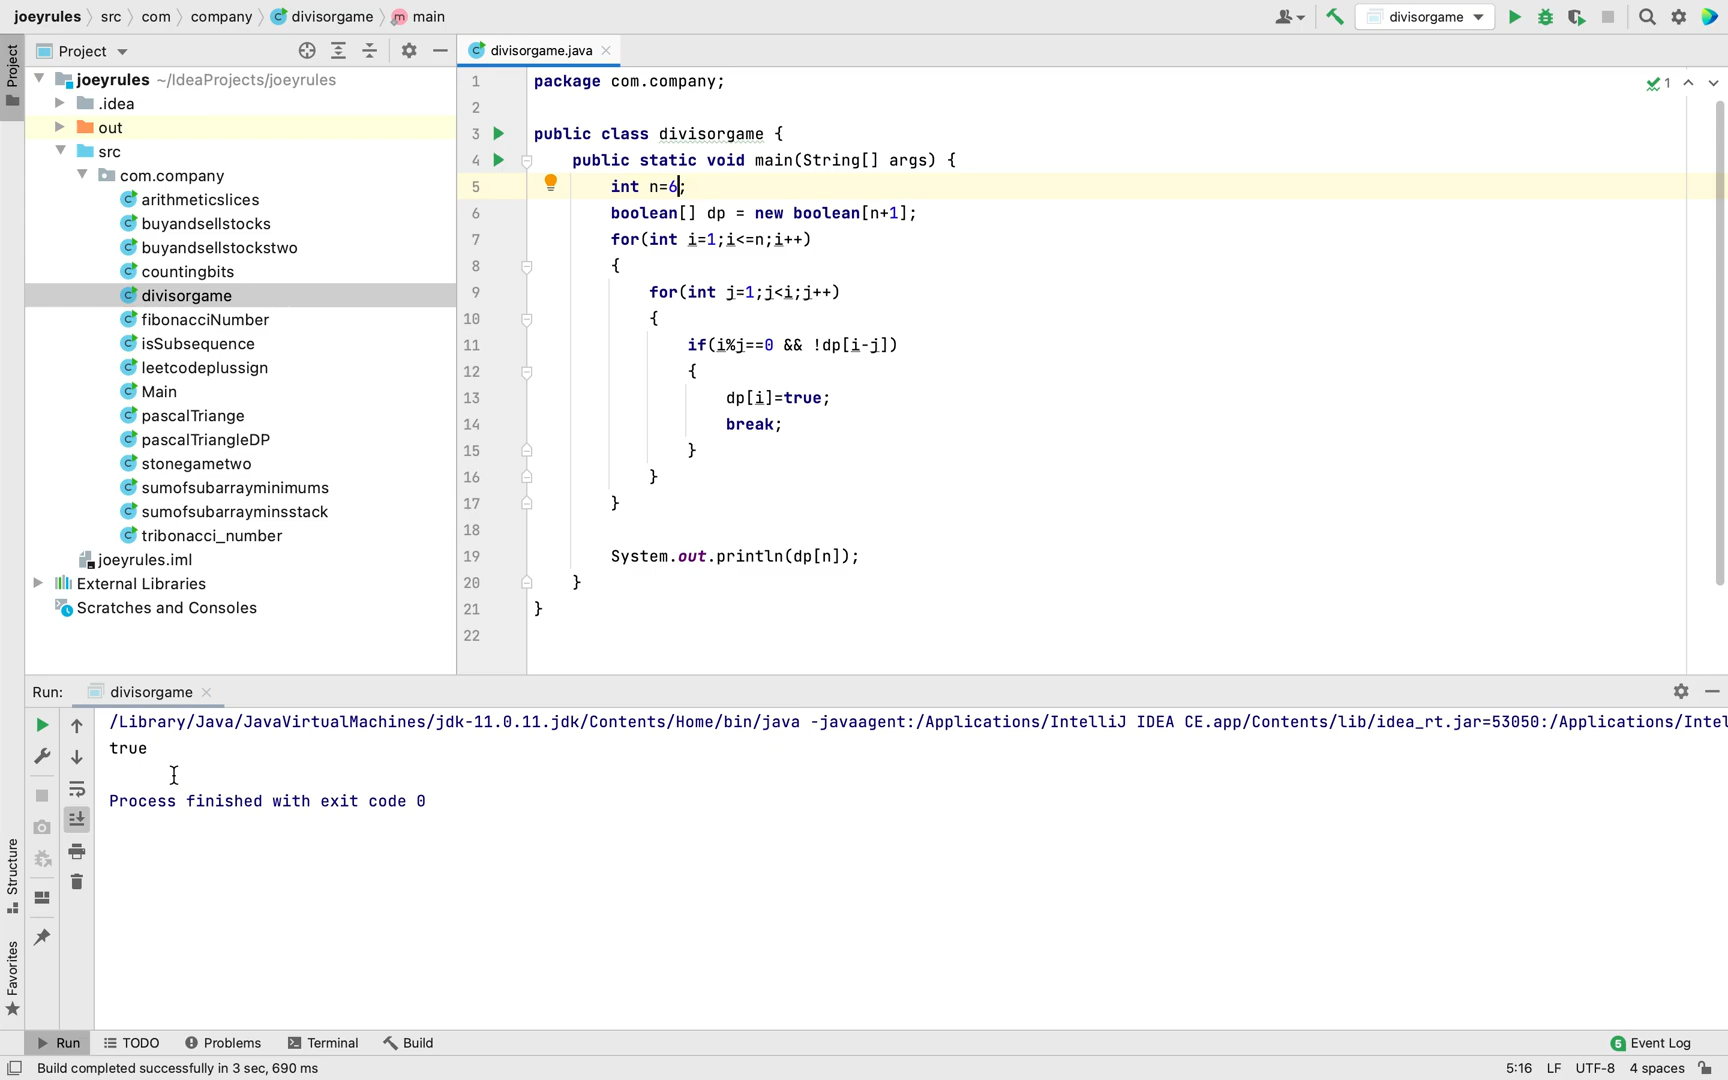 joeyrules src com company divisorgame main
divisorgame
Project
divisorgame.java
Project
joeyrules ~/IdeaProjects/joeyrules
.idea
out
src
com.company
arithmeticslices
buyandsellstocks
buyandsellstockstwo
countingbits
divisorgame
fibonacciNumber
isSubsequence
leetcodeplussign
Main
pascalTriange
pascalTriangleDP
stonegametwo
sumofsubarrayminimums
sumofsubarrayminsstack
tribonacci_number
joeyrules.iml
External Libraries
Scratches and Consoles
1 package com.company;
2
3 public class divisorgame {
4 public static void main(String[] args) {
5 int n=6;
6 boolean[] dp = new boolean[n+1];
7 for(int i=1;i<=n;i++)
8 {
9 for(int j=1;j<i;j++)
10 {
11 if(i%j==0 && !dp[i-j])
12 {
13 dp[i]=true;
14 break;
15 }
16 }
17 }
18
19 System.out.println(dp[n]);
20 }
21 }
22
1
Run: divisorgame
/Library/Java/JavaVirtualMachines/jdk-11.0.11.jdk/Contents/Home/bin/java -javaagent:/Applications/IntelliJ IDEA CE.app/Contents/lib/idea_rt.jar=53050:/Applications/Intel
true
Process finished with exit code 0
Structure
Favorites
Run TODO Problems Terminal Build
5 Event Log
Build completed successfully in 3 sec, 690 ms
5:16 LF UTF-8 4 spaces